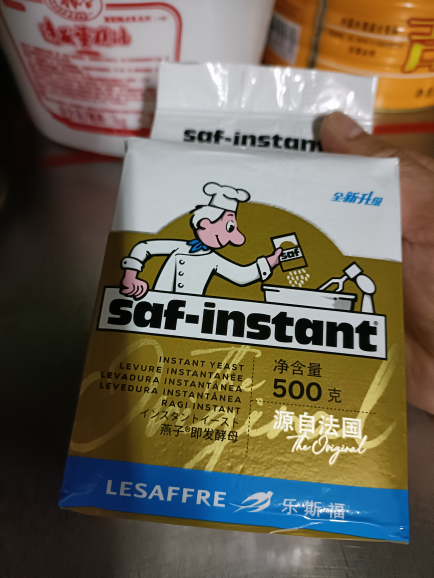 saf-instant
全新升级
saf
saf-instant®
INSTANT YEAST
LEVURE INSTANTANÉE
LEVADURA INSTANTÁNEA
LEVEDURA INSTANTÂNEA
RAGI INSTANT
インスタントイースト
燕子®即发酵母
净含量
500克
源自法国
The Original
LESAFFRE 乐斯福